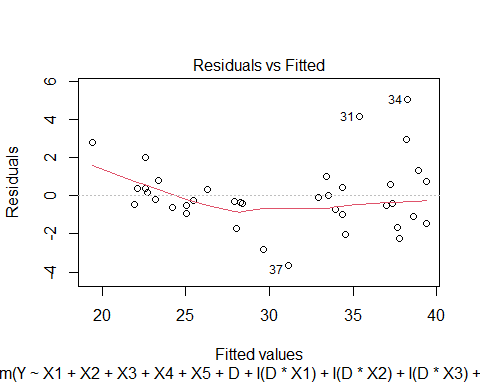 Residuals vs Fitted
Residuals
6
4
2
0
-2
-4
34
31
37
20 25 30 35 40
Fitted values
m(Y ~ X1 + X2 + X3 + X4 + X5 + D + I(D * X1) + I(D * X2) + I(D * X3) +